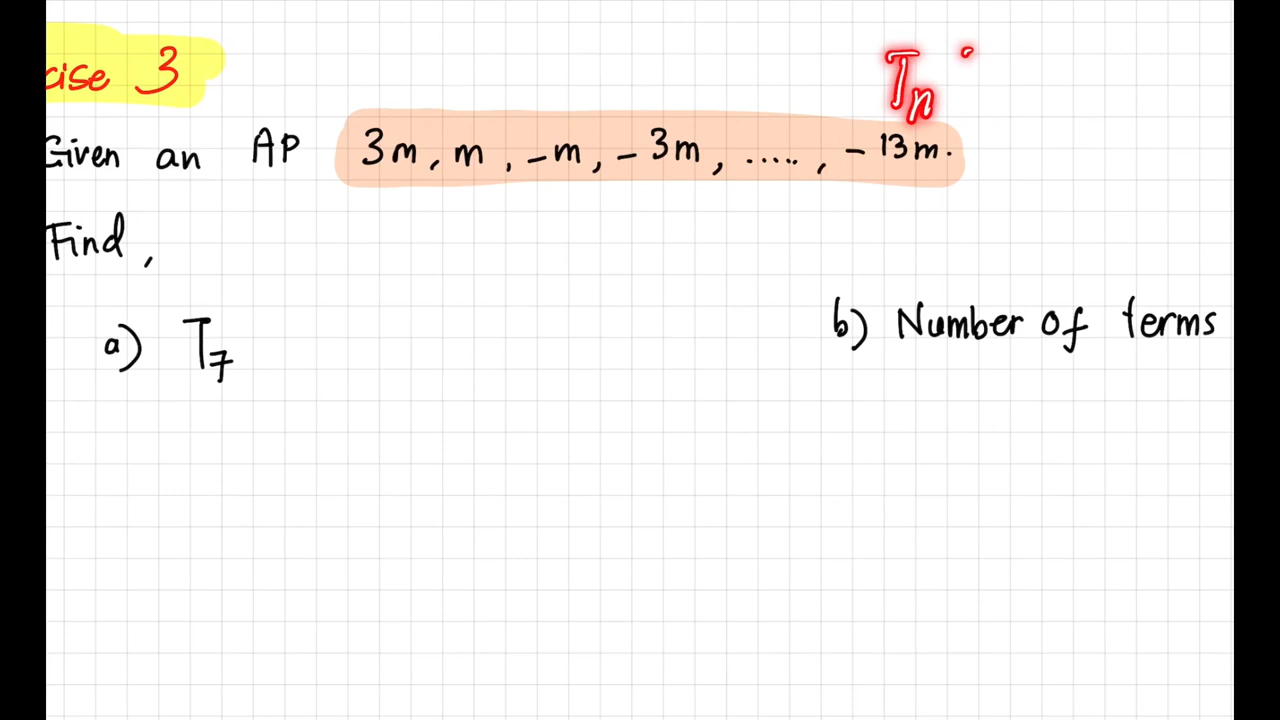 cise 3
Tn
Given an AP 3m, m, -m, -3m, ....., -13m.
Find,
a) T7
b) Number of terms